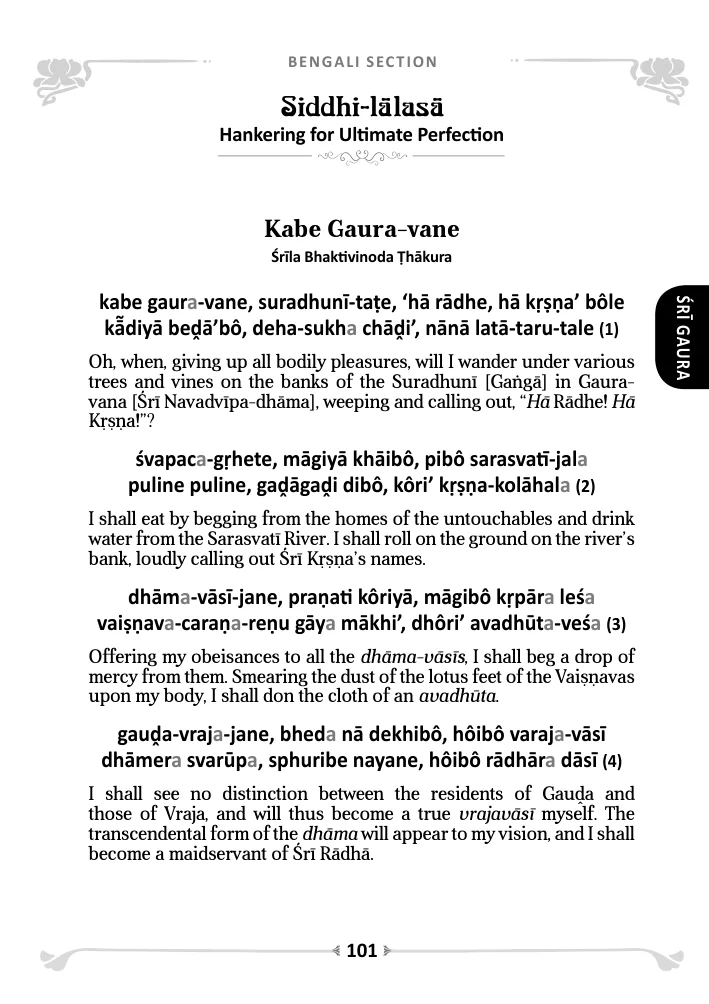 BENGALI SECTION
Siddhi-lālasā
Hankering for Ultimate Perfection
Kabe Gaura-vane
Śrīla Bhaktivinoda Ṭhākura
kabe gaura-vane, suradhunī-taṭe, ‘hā rādhe, hā kṛṣṇa’ bôle
kā̃diyā beḓā’bô, deha-sukha chāḓi’, nānā latā-taru-tale (1)
Oh, when, giving up all bodily pleasures, will I wander under various
trees and vines on the banks of the Suradhunī [Gaṅgā] in Gaura-
vana [Śrī Navadvīpa-dhāma], weeping and calling out, “Hā Rādhe! Hā
Kṛṣṇa!”?
śvapaca-gṛhete, māgiyā khāibô, pibô sarasvatī-jala
puline puline, gaḓāgaḓi dibô, kôri’ kṛṣṇa-kolāhala (2)
I shall eat by begging from the homes of the untouchables and drink
water from the Sarasvatī River. I shall roll on the ground on the river’s
bank, loudly calling out Śrī Kṛṣṇa’s names.
dhāma-vāsī-jane, praṇati kôriyā, māgibô kṛpāra leśa
vaiṣṇava-caraṇa-reṇu gāya mākhi’, dhôri’ avadhūta-veśa (3)
Offering my obeisances to all the dhāma-vāsīs, I shall beg a drop of
mercy from them. Smearing the dust of the lotus feet of the Vaiṣṇavas
upon my body, I shall don the cloth of an avadhūta.
gauḓa-vraja-jane, bheda nā dekhibô, hôibô varaja-vāsī
dhāmera svarūpa, sphuribe nayane, hôibô rādhāra dāsī (4)
I shall see no distinction between the residents of Gauḓa and
those of Vraja, and will thus become a true vrajavāsī myself. The
transcendental form of the dhāma will appear to my vision, and I shall
become a maidservant of Śrī Rādhā.
ŚRĪ GAURA
101